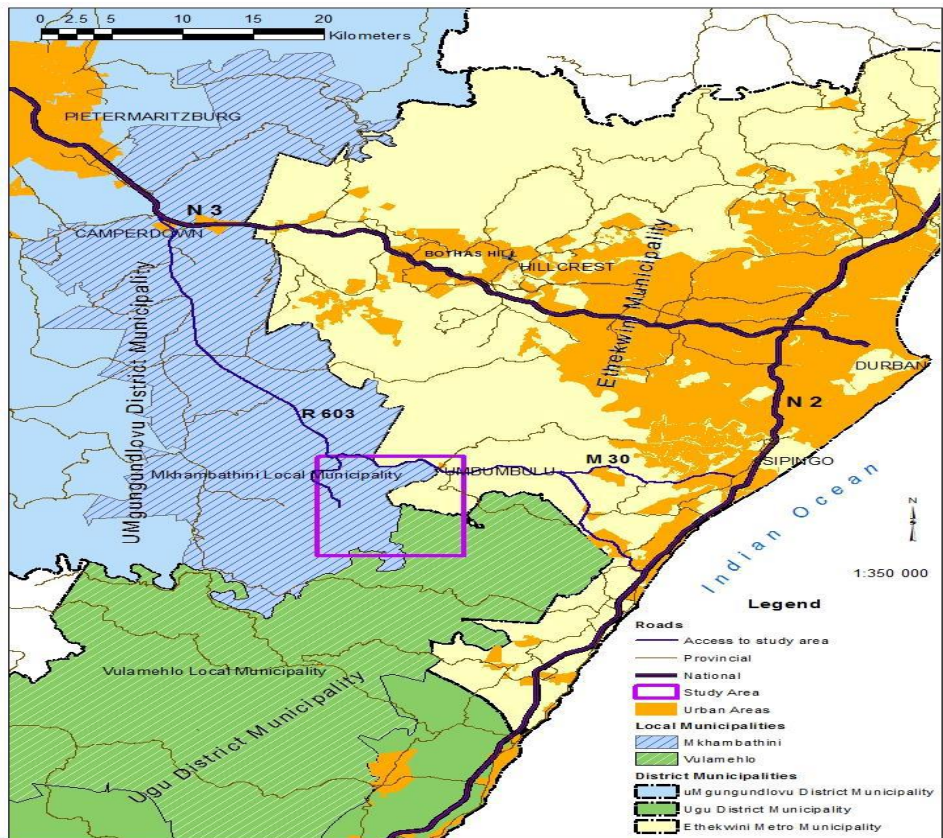 0 2.5 5 10 15 20
Kilometers
PIETERMARITZBURG
N 3
CAMPERDOWN
BOTHAS HILL
HILLCREST
Ethekwini Municipality
UMgungundlovu District Municipality
DURBAN
N 2
R 603
M 30
UMBUMBULU
ISIPINGO
Mkhambathini Local Municipality
Indian Ocean
N
1:350 000
Vulamehlo Local Municipality
Ugu District Municipality
Legend
Roads
Access to study area
Provincial
National
Study Area
Urban Areas
Local Municipalities
Mkhambathini
Vulamehlo
District Municipalities
uMgungundlovu District Municipality
Ugu District Municipality
Ethekwini Metro Municipality